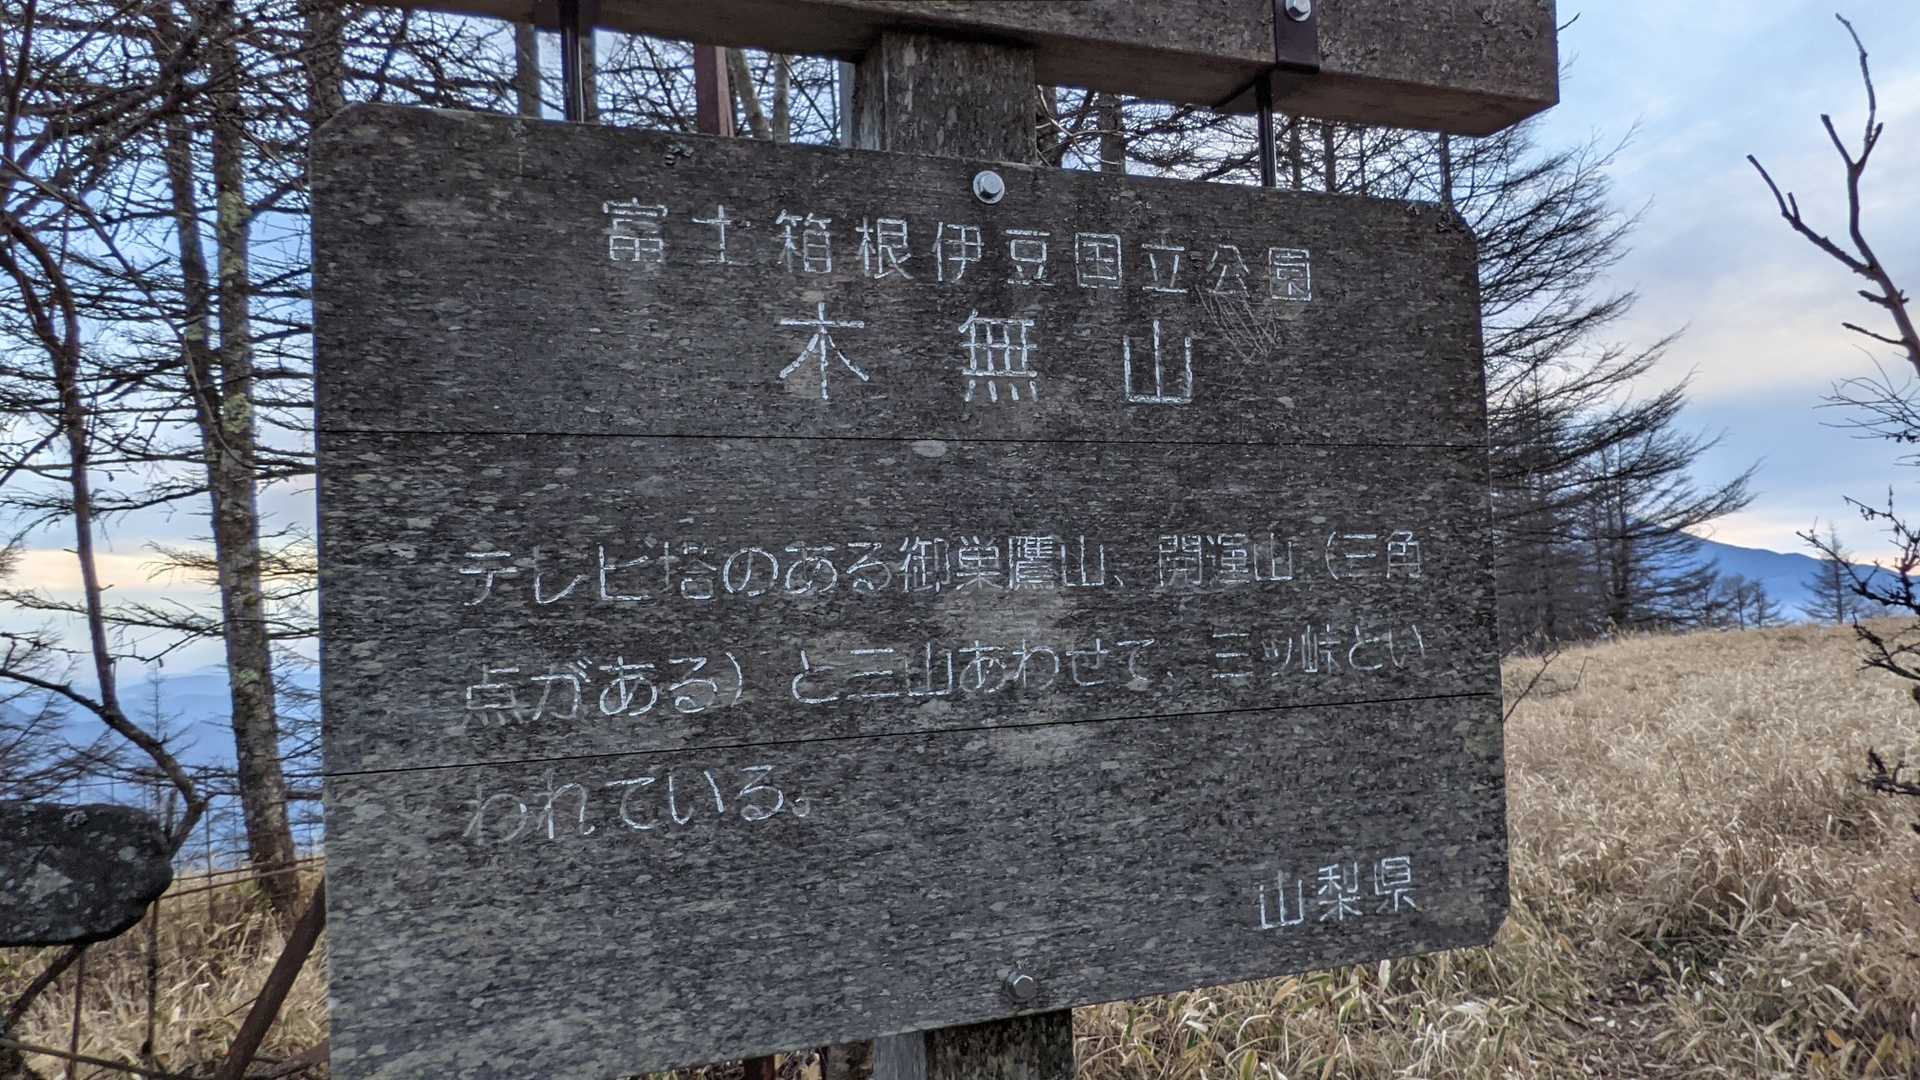 富士箱根伊豆国立公園
木無山
テレビ塔のある御巣鷹山、開運山（三角
点がある）と三山あわせて、三ッ峠とい
われている。
山梨県